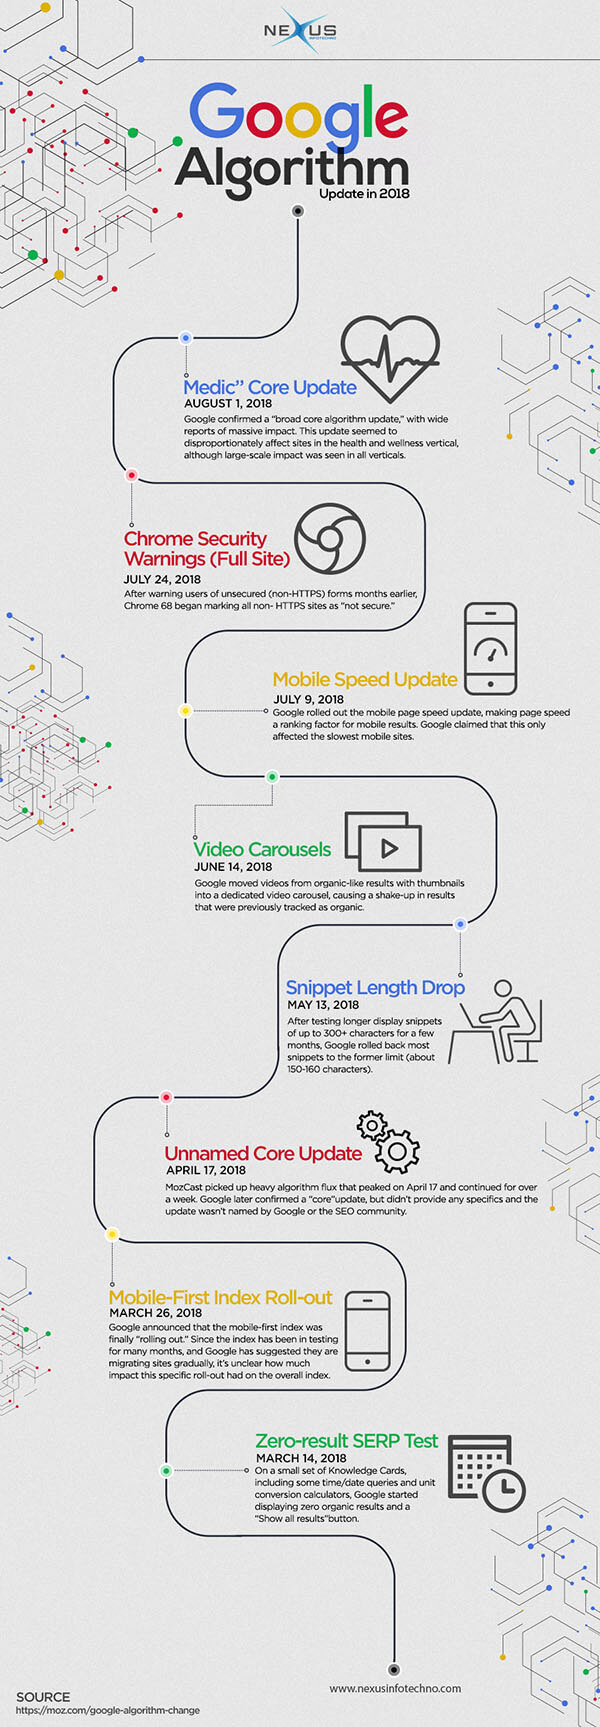 NEXUS
INFOTECHNO
Google
Algorithm
Update in 2018
Medic” Core Update
AUGUST 1, 2018
Google confirmed a “broad core algorithm update,” with wide
reports of massive impact. This update seemed to
disproportionately affect sites in the health and wellness vertical,
although large-scale impact was seen in all verticals.
Chrome Security
Warnings (Full Site)
JULY 24, 2018
After warning users of unsecured (non-HTTPS) forms months earlier,
Chrome 68 began marking all non- HTTPS sites as “not secure.”
Mobile Speed Update
JULY 9, 2018
Google rolled out the mobile page speed update, making page speed
a ranking factor for mobile results. Google claimed that this only
affected the slowest mobile sites.
Video Carousels
JUNE 14, 2018
Google moved videos from organic-like results with thumbnails
into a dedicated video carousel, causing a shake-up in results
that were previously tracked as organic.
Snippet Length Drop
MAY 13, 2018
After testing longer display snippets
of up to 300+ characters for a few
months, Google rolled back most
snippets to the former limit (about
150-160 characters).
Unnamed Core Update
APRIL 17, 2018
MozCast picked up heavy algorithm flux that peaked on April 17 and continued for over
a week. Google later confirmed a “core”update, but didn’t provide any specifics and the
update wasn’t named by Google or the SEO community.
Mobile-First Index Roll-out
MARCH 26, 2018
Google announced that the mobile-first index was
finally “rolling out.” Since the index has been in testing
for many months, and Google has suggested they are
migrating sites gradually, it’s unclear how much
impact this specific roll-out had on the overall index.
Zero-result SERP Test
MARCH 14, 2018
On a small set of Knowledge Cards,
including some time/date queries and unit
conversion calculators, Google started
displaying zero organic results and a
“Show all results”button.
www.nexusinfotechno.com
SOURCE
https://moz.com/google-algorithm-change